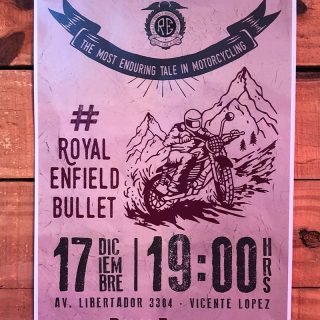 RE
THE MOST ENDURING TALE IN MOTORCYCLING
#
ROYAL
ENFIELD
BULLET
17 DIC IEM BRE | 19:00 HRS
AV. LIBERTADOR 3304 · VICENTE LOPEZ